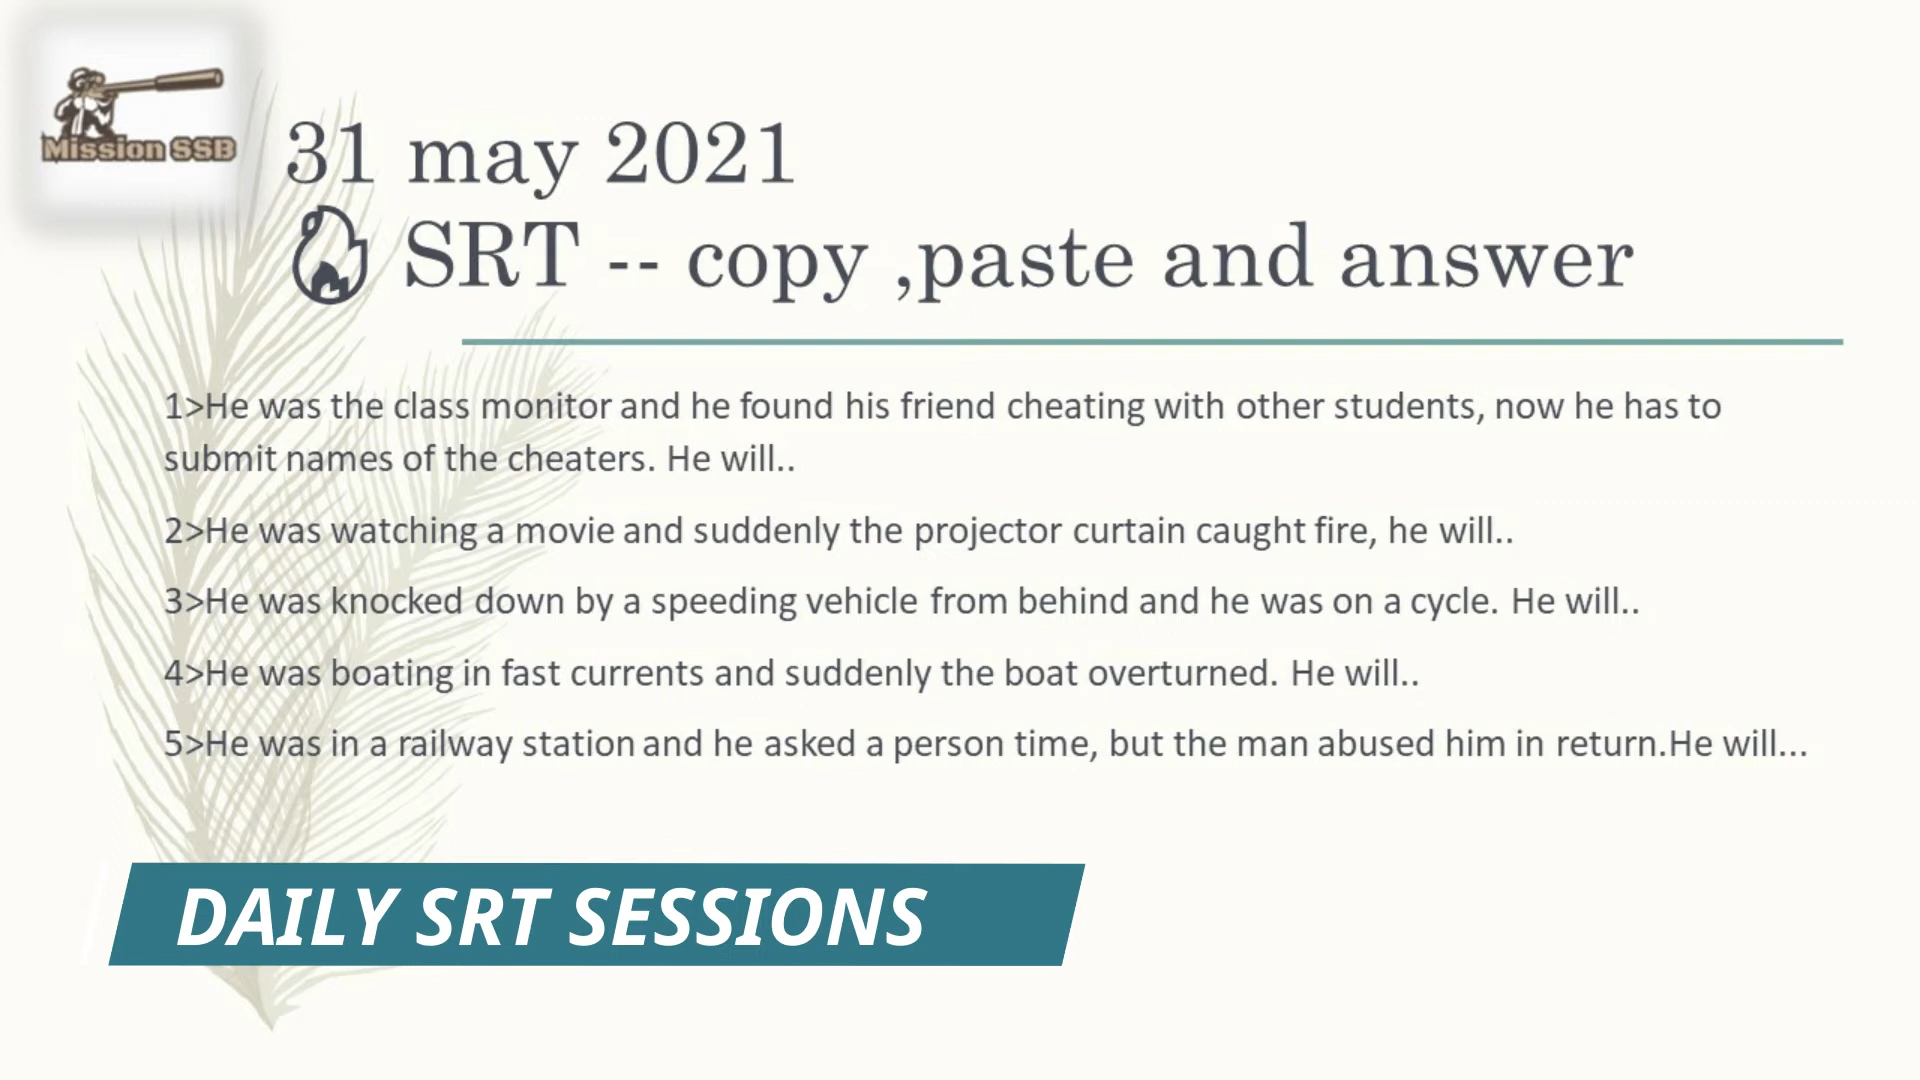 Mission SSB
31 may 2021
🔥 SRT -- copy ,paste and answer
1>He was the class monitor and he found his friend cheating with other students, now he has to
submit names of the cheaters. He will..
2>He was watching a movie and suddenly the projector curtain caught fire, he will..
3>He was knocked down by a speeding vehicle from behind and he was on a cycle. He will..
4>He was boating in fast currents and suddenly the boat overturned. He will..
5>He was in a railway station and he asked a person time, but the man abused him in return.He will...
DAILY SRT SESSIONS